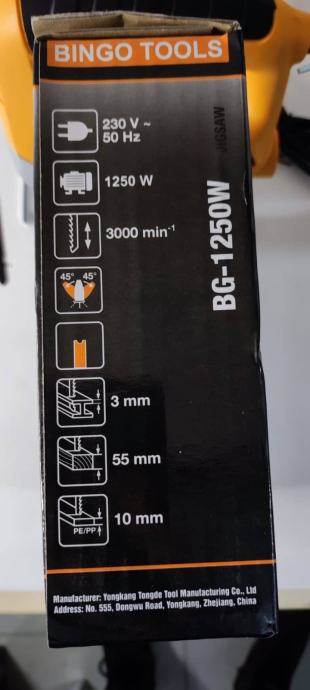 BINGO TOOLS
230 V ~
50 Hz
1250 W
3000 min⁻¹
45° 45°
3 mm
55 mm
10 mm
PE/PP
JIGSAW
BG-1250W
Manufacturer: Yongkang Tongde Tool Manufacturing Co., Ltd
Address: No. 555, Dongwu Road, Yongkang, Zhejiang, China